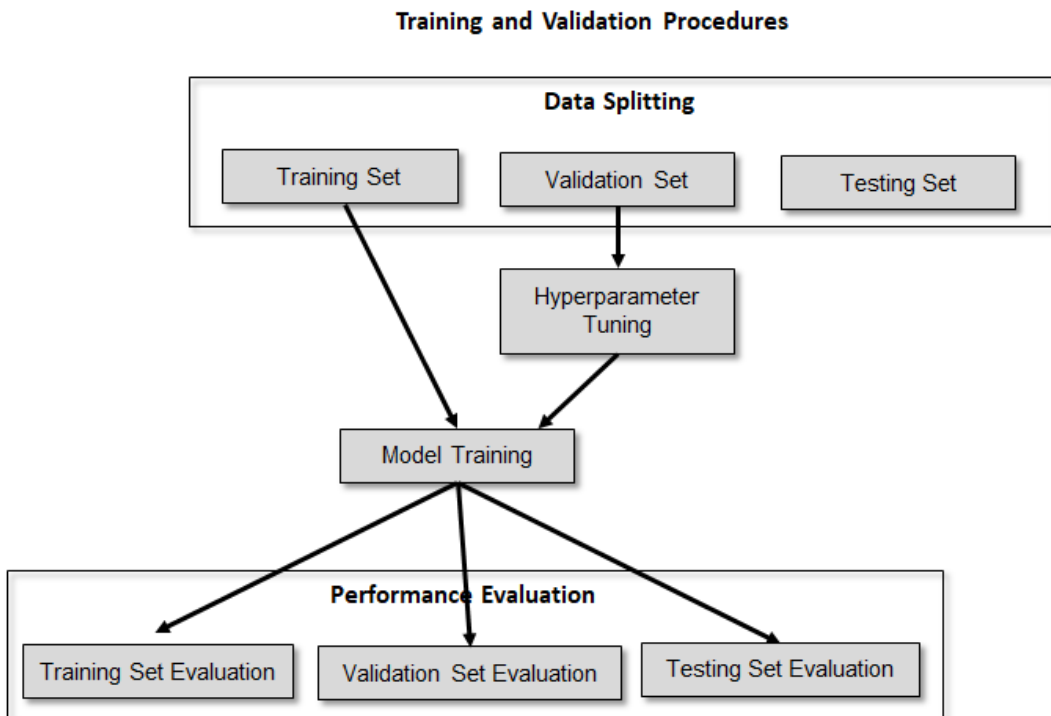 Training and Validation Procedures
Data Splitting
Training Set
Validation Set
Testing Set
Hyperparameter
Tuning
Model Training
Performance Evaluation
Training Set Evaluation
Validation Set Evaluation
Testing Set Evaluation